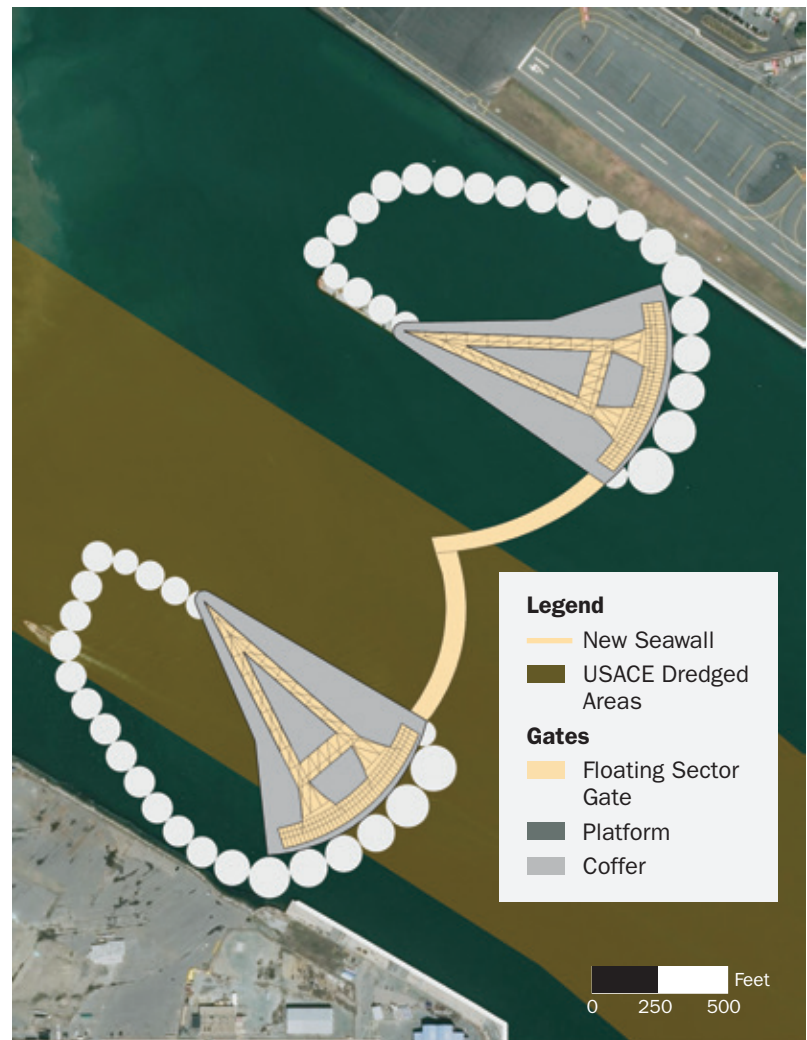 Legend
New Seawall
USACE Dredged
Areas
Gates
Floating Sector
Gate
Platform
Coffer
Feet
0 250 500